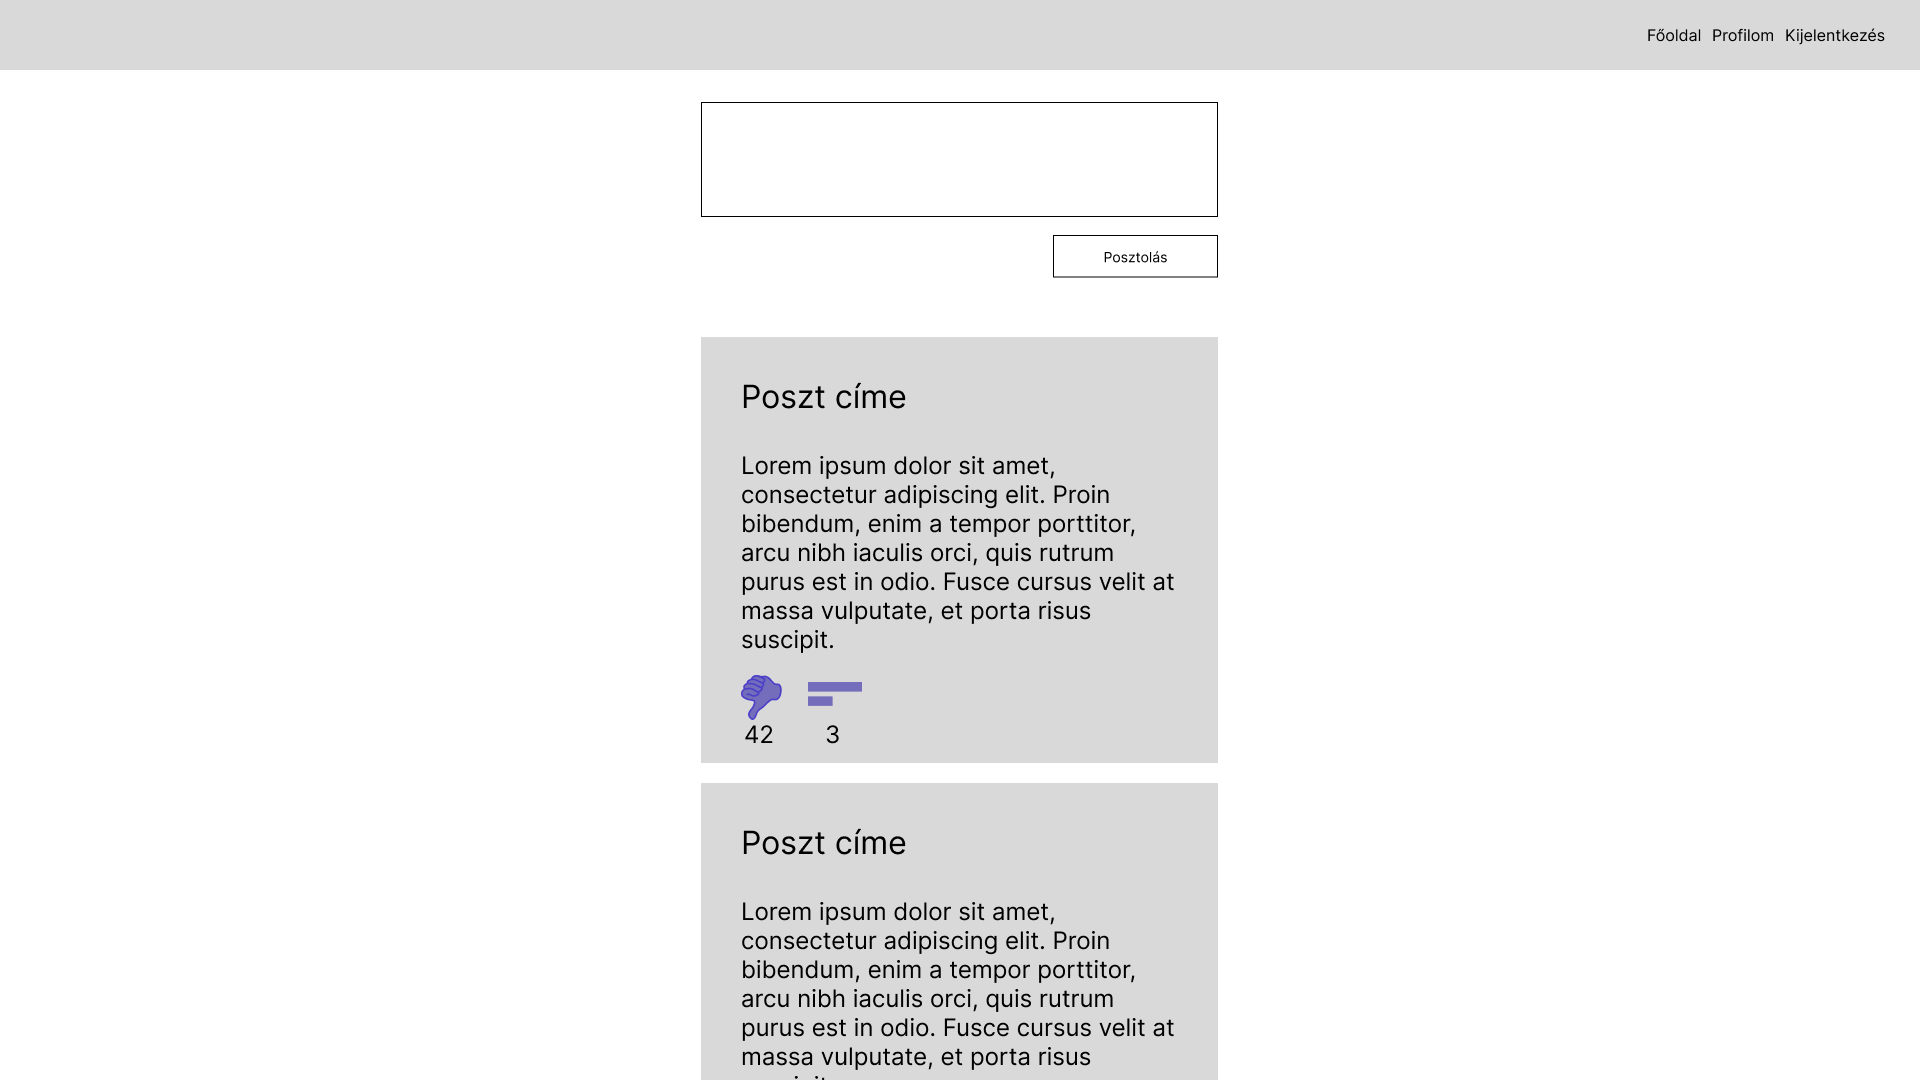 Főoldal Profilom Kijelentkezés
Posztolás
Poszt címe
Lorem ipsum dolor sit amet,
consectetur adipiscing elit. Proin
bibendum, enim a tempor porttitor,
arcu nibh iaculis orci, quis rutrum
purus est in odio. Fusce cursus velit at
massa vulputate, et porta risus
suscipit.
42 3
Poszt címe
Lorem ipsum dolor sit amet,
consectetur adipiscing elit. Proin
bibendum, enim a tempor porttitor,
arcu nibh iaculis orci, quis rutrum
purus est in odio. Fusce cursus velit at
massa vulputate, et porta risus